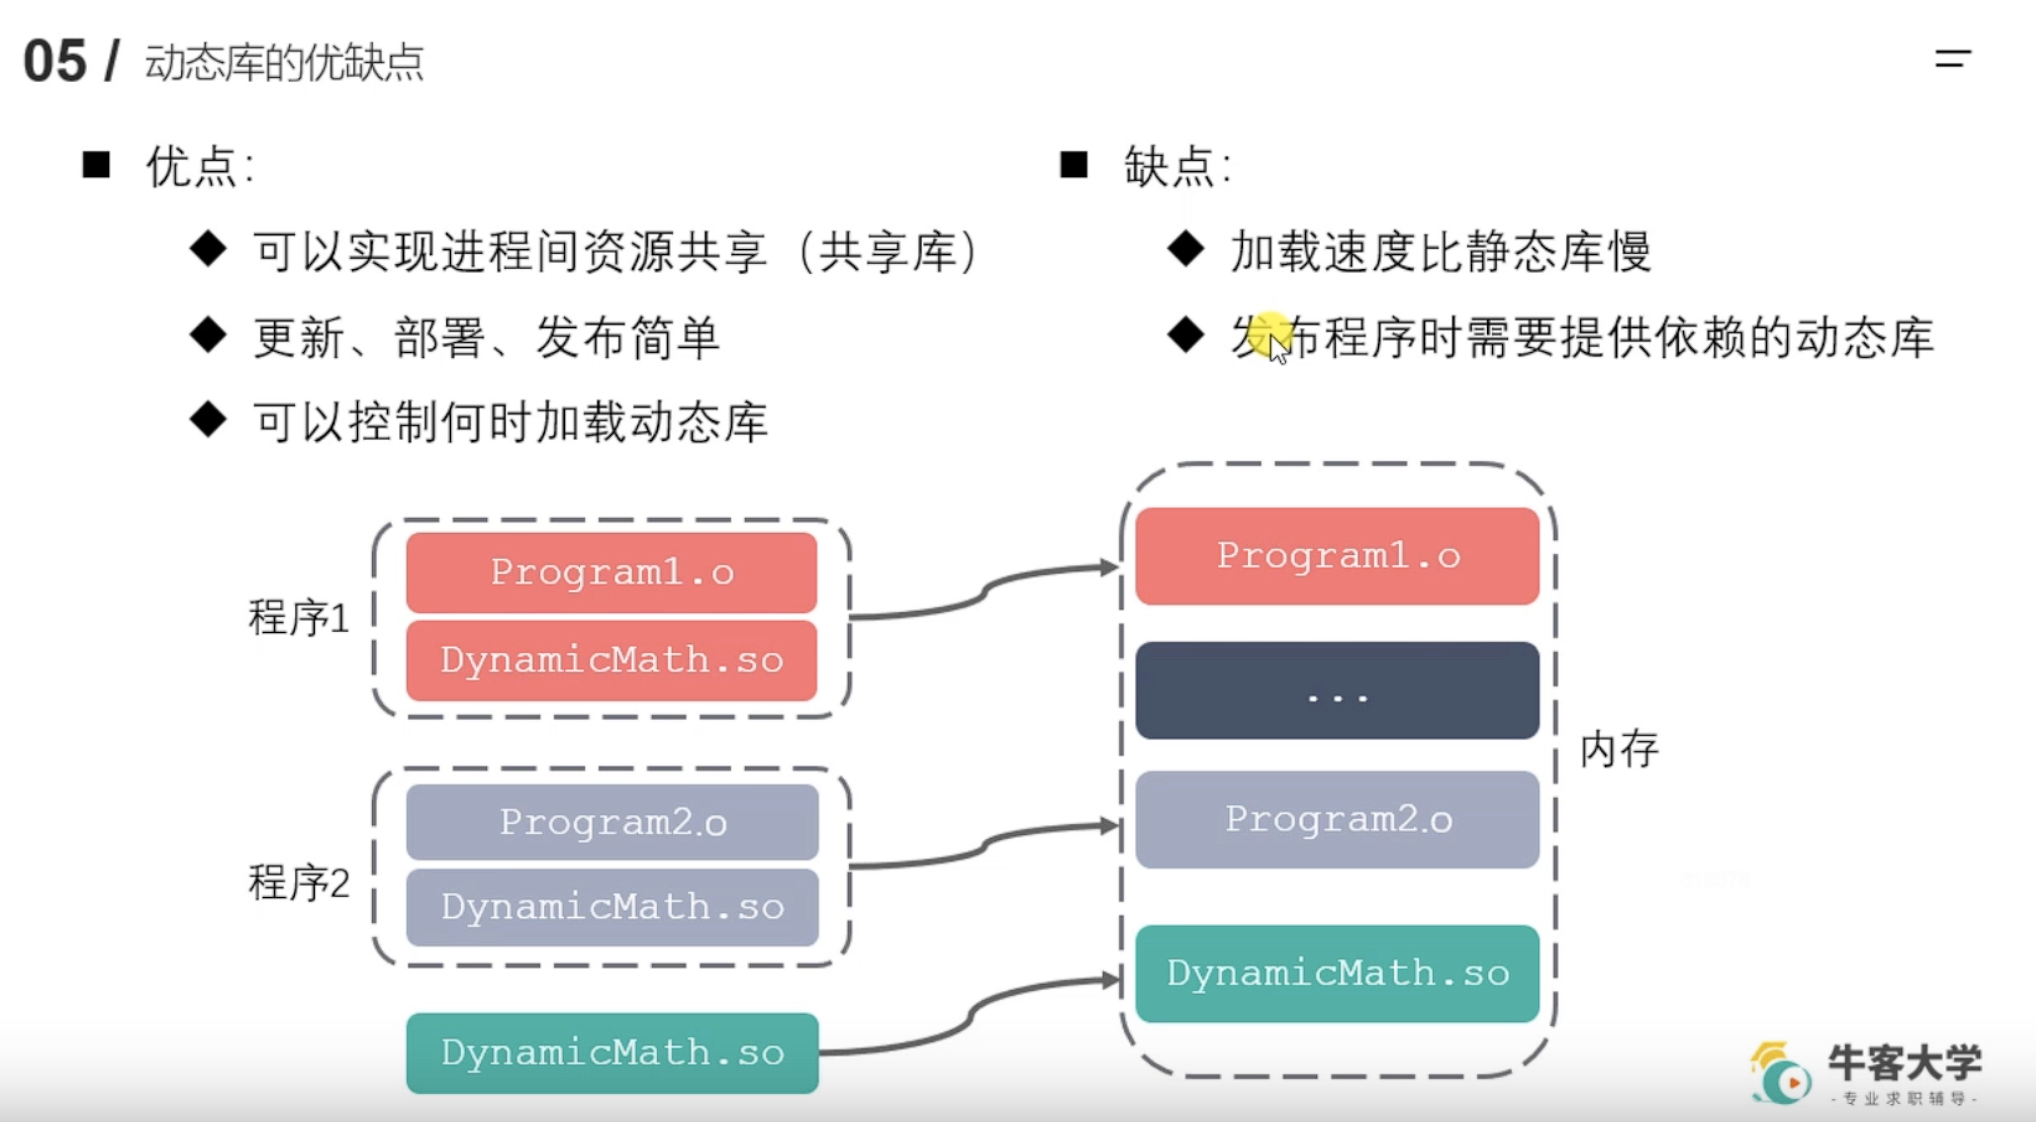 05 / 动态库的优缺点
优点:
可以实现进程间资源共享（共享库）
更新、部署、发布简单
可以控制何时加载动态库
缺点:
加载速度比静态库慢
发布程序时需要提供依赖的动态库
程序1
Program1.o
DynamicMath.so
程序2
Program2.o
DynamicMath.so
DynamicMath.so
Program1.o
...
Program2.o
DynamicMath.so
内存
牛客大学
- 专业求职辅导 -